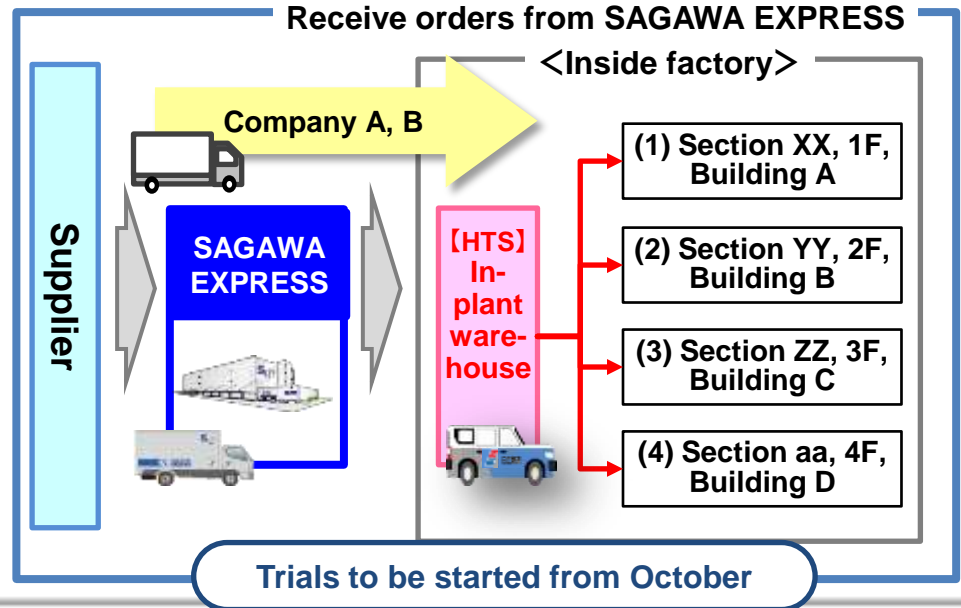 Receive orders from SAGAWA EXPRESS
＜Inside factory＞
Supplier
Company A, B
SAGAWA
EXPRESS
【HTS】
In-
plant
ware-
house
(1) Section XX, 1F,
Building A
(2) Section YY, 2F,
Building B
(3) Section ZZ, 3F,
Building C
(4) Section aa, 4F,
Building D
Trials to be started from October